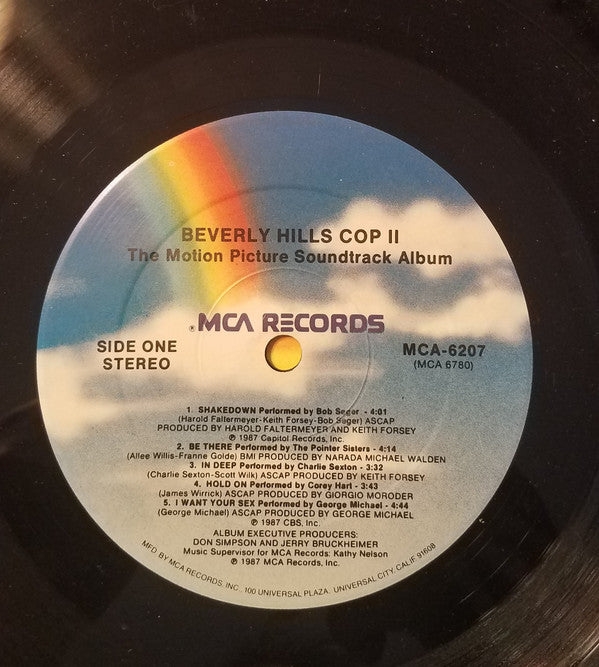 BEVERLY HILLS COP II
The Motion Picture Soundtrack Album
® MCA RECORDS
SIDE ONE
STEREO
MCA-6207
(MCA 6780)
1. SHAKEDOWN Performed by Bob Seger - 4:01
(Harold Faltermeyer-Keith Forsey-Bob Seger) ASCAP
PRODUCED BY HAROLD FALTERMEYER AND KEITH FORSEY
℗ 1987 Capitol Records, Inc.
2. BE THERE Performed by The Pointer Sisters - 4:14
(Allee Willis-Franne Golde) BMI PRODUCED BY NARADA MICHAEL WALDEN
3. IN DEEP Performed by Charlie Sexton - 3:32
(Charlie Sexton-Scott Wilk) ASCAP PRODUCED BY KEITH FORSEY
4. HOLD ON Performed by Corey Hart - 3:43
(James Wirrick) ASCAP PRODUCED BY GIORGIO MORODER
5. I WANT YOUR SEX Performed by George Michael - 4:44
(George Michael) ASCAP PRODUCED BY GEORGE MICHAEL
℗ 1987 CBS, Inc.
ALBUM EXECUTIVE PRODUCERS:
DON SIMPSON AND JERRY BRUCKHEIMER
Music Supervisor for MCA Records: Kathy Nelson
℗ 1987 MCA Records, Inc.
MFD. BY MCA RECORDS, INC., 100 UNIVERSAL PLAZA, UNIVERSAL CITY, CALIF. 91608